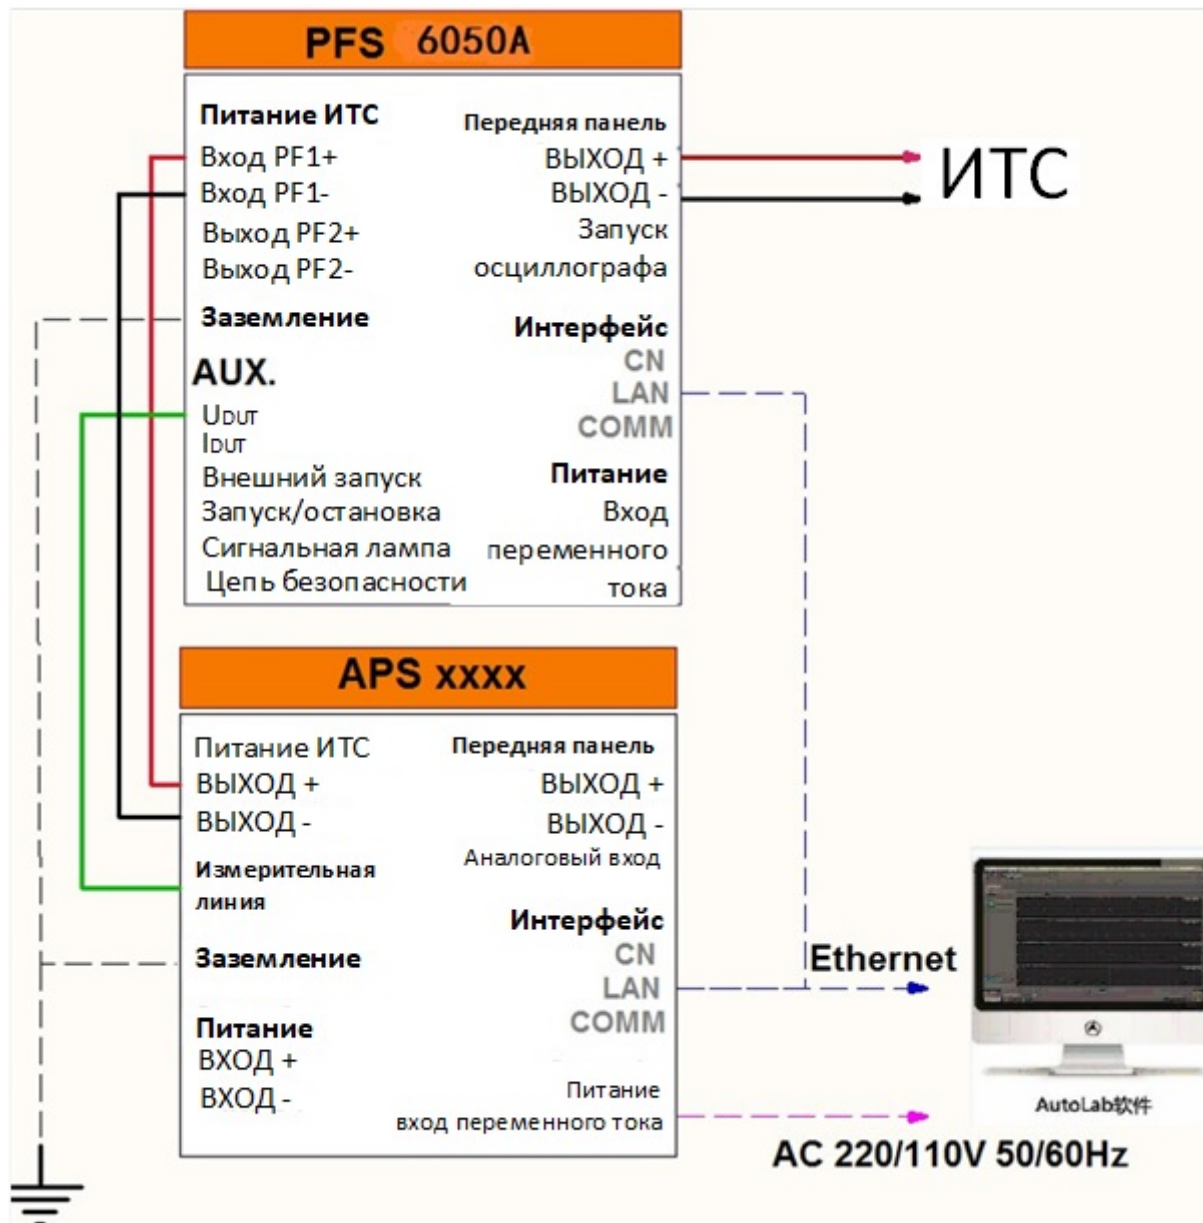 PFS 6050A
Питание ИТС
Вход PF1+
Вход PF1-
Выход PF2+
Выход PF2-
Заземление
AUX.
UDUT
IDUT
Внешний запуск
Запуск/остановка
Сигнальная лампа
Цепь безопасности
Передняя панель
ВЫХОД +
ВЫХОД -
Запуск
осциллографа
Интерфейс
CN
LAN
COMM
Питание
Вход
переменного
тока
ИТС
APS xxxx
Питание ИТС
ВЫХОД +
ВЫХОД -
Измерительная
линия
Заземление
Питание
ВХОД +
ВХОД -
Передняя панель
ВЫХОД +
ВЫХОД -
Аналоговый вход
Интерфейс
CN
LAN
COMM
Питание
вход переменного тока
Ethernet
AutoLab软件
AC 220/110V 50/60Hz